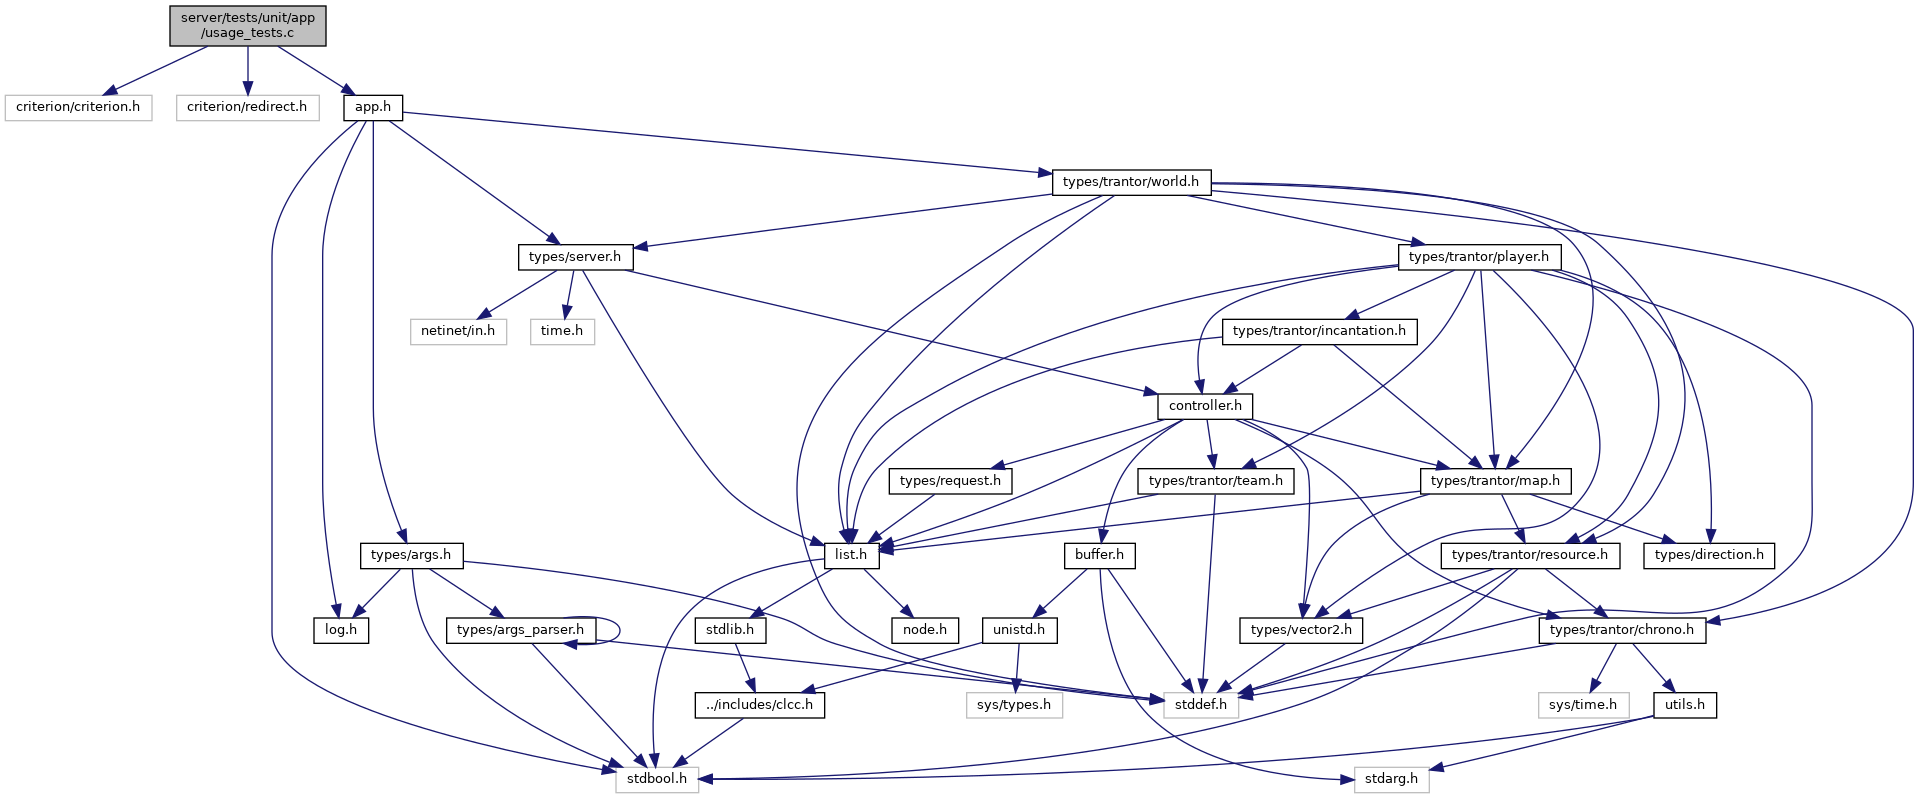 server/tests/unit/app
/usage_tests.c
criterion/criterion.h
criterion/redirect.h
app.h
types/trantor/world.h
types/server.h
types/trantor/player.h
netinet/in.h
time.h
types/trantor/incantation.h
controller.h
types/request.h
types/trantor/team.h
types/trantor/map.h
types/args.h
list.h
buffer.h
types/trantor/resource.h
types/direction.h
log.h
types/args_parser.h
stdlib.h
node.h
unistd.h
types/vector2.h
types/trantor/chrono.h
../includes/clcc.h
sys/types.h
stddef.h
sys/time.h
utils.h
stdbool.h
stdarg.h